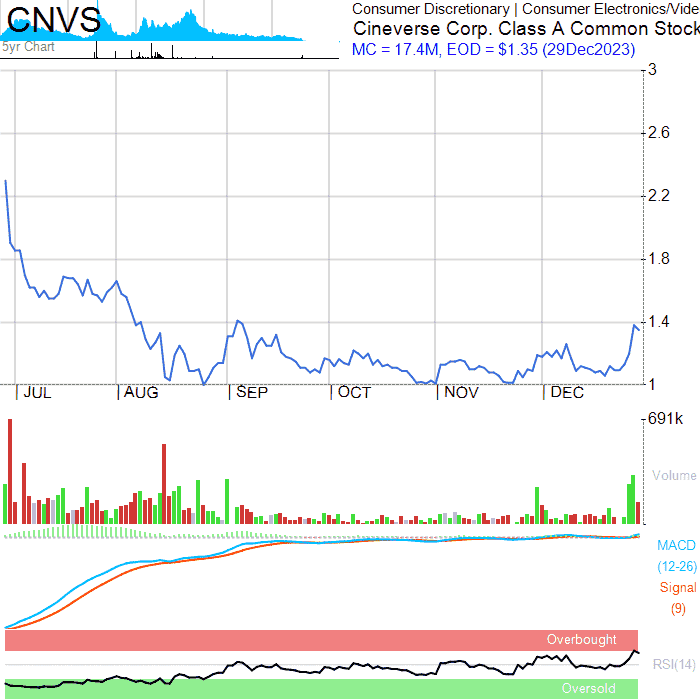 CNVS
5yr Chart
Consumer Discretionary | Consumer Electronics/Vide
Cineverse Corp. Class A Common Stock
MC = 17.4M, EOD = $1.35 (29Dec2023)
3
2.6
2.2
1.8
1.4
1
JUL AUG SEP OCT NOV DEC
691k
Volume
MACD
(12-26)
Signal
(9)
Overbought
RSI(14)
Oversold